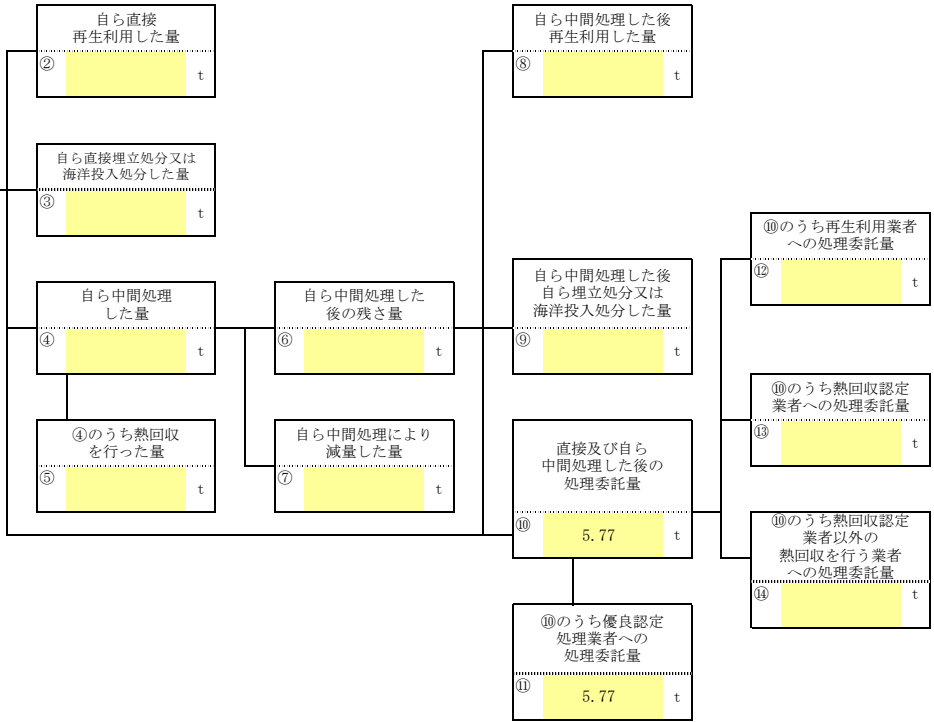 自ら直接
再生利用した量
②
t
自ら中間処理した後
再生利用した量
⑧
t
自ら直接埋立処分又は
海洋投入処分した量
③
t
⑩のうち再生利用業者
への処理委託量
⑫
t
自ら中間処理
した量
④
t
自ら中間処理した
後の残さ量
⑥
t
自ら中間処理した後
自ら埋立処分又は
海洋投入処分した量
⑨
t
⑩のうち熱回収認定
業者への処理委託量
⑬
t
④のうち熱回収
を行った量
⑤
t
自ら中間処理により
減量した量
⑦
t
直接及び自ら
中間処理した後の
処理委託量
⑩
5.77
t
⑩のうち熱回収認定
業者以外の
熱回収を行う業者
への処理委託量
⑭
t
⑩のうち優良認定
処理業者への
処理委託量
⑪
5.77
t